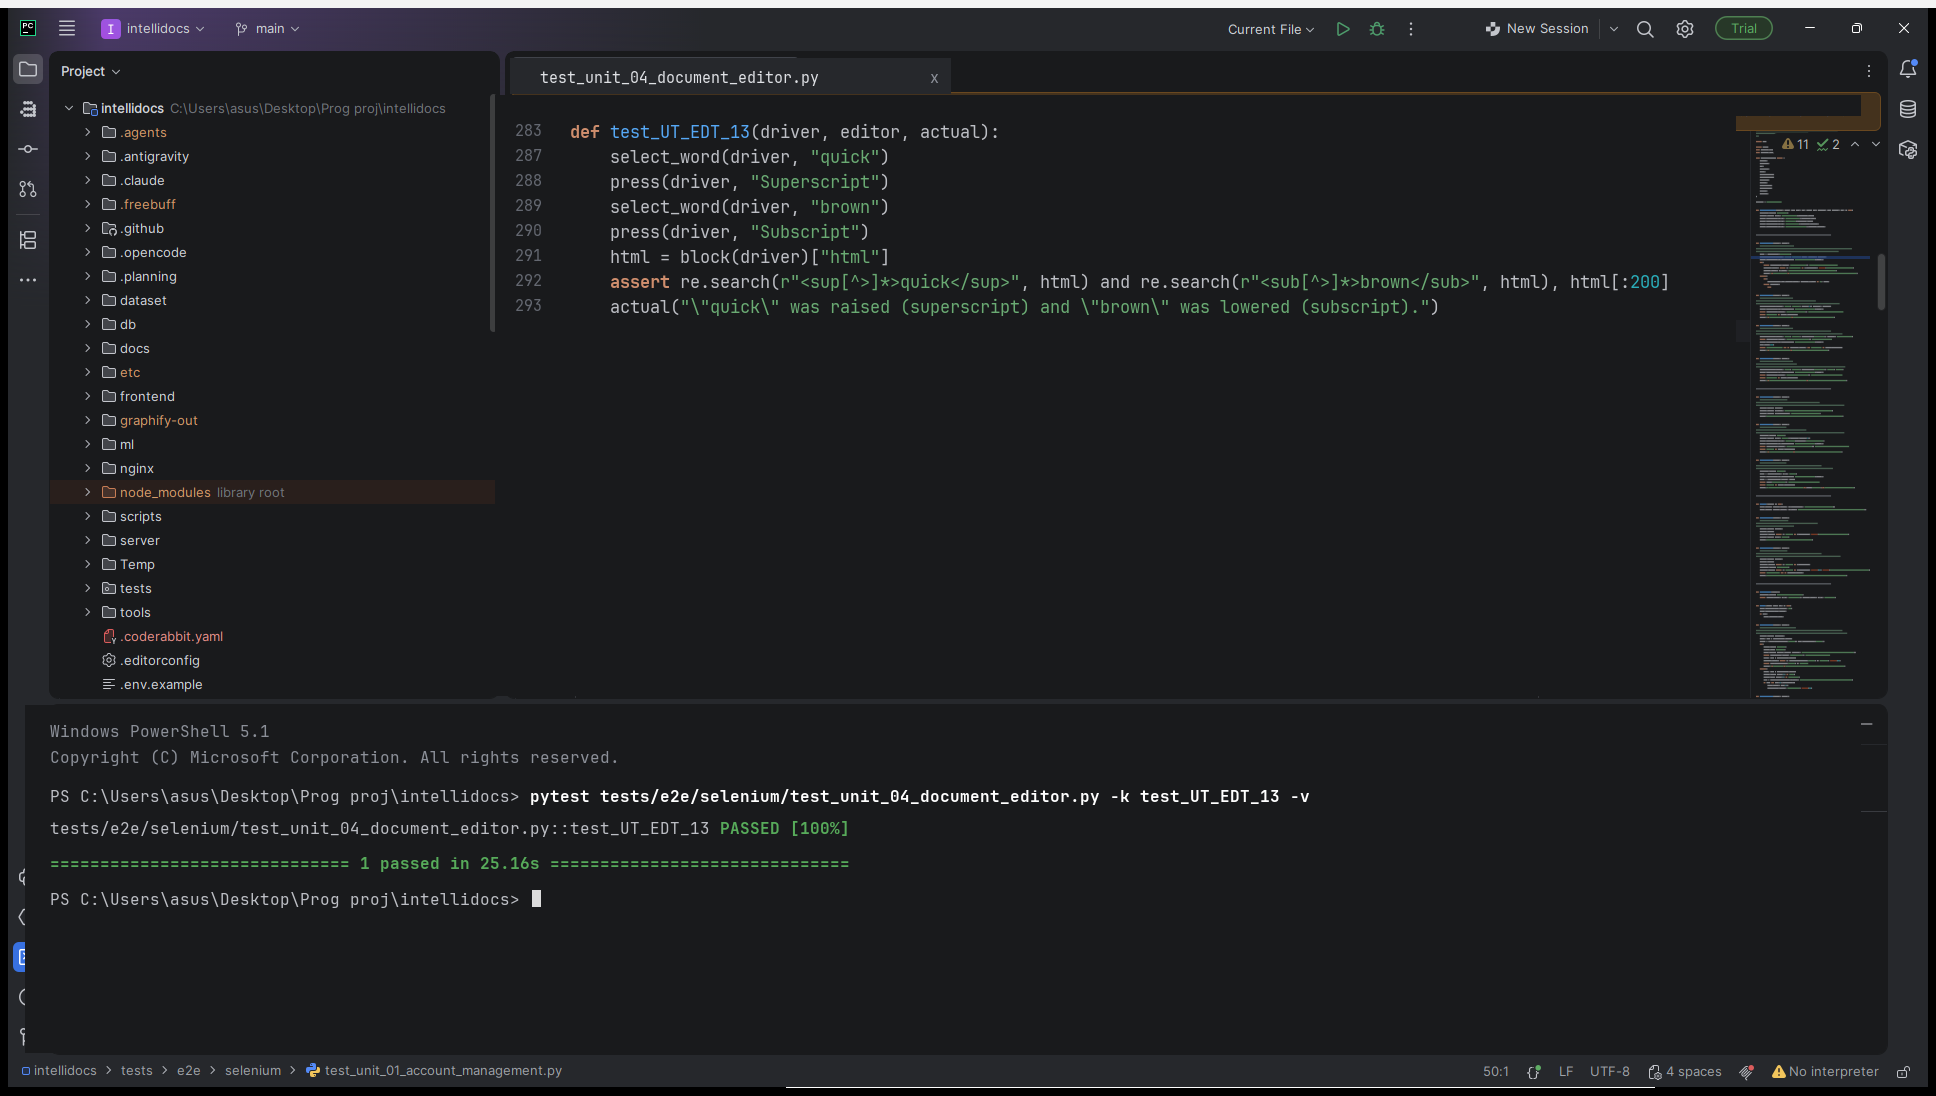 PC
I
intellidocs
main
Current File
New Session
Trial
Project
test_unit_04_document_editor.py
x
intellidocs C:\Users\asus\Desktop\Prog proj\intellidocs
.agents
.antigravity
.claude
.freebuff
.github
.opencode
.planning
dataset
db
docs
etc
frontend
graphify-out
ml
nginx
node_modules library root
scripts
server
Temp
tests
tools
.coderabbit.yaml
.editorconfig
.env.example
283 def test_UT_EDT_13(driver, editor, actual):
287 select_word(driver, "quick")
288 press(driver, "Superscript")
289 select_word(driver, "brown")
290 press(driver, "Subscript")
291 html = block(driver)["html"]
292 assert re.search(r"<sup[^>]*>quick</sup>", html) and re.search(r"<sub[^>]*>brown</sub>", html), html[:200]
293 actual("\"quick\" was raised (superscript) and \"brown\" was lowered (subscript).")
11 2
Windows PowerShell 5.1
Copyright (C) Microsoft Corporation. All rights reserved.
PS C:\Users\asus\Desktop\Prog proj\intellidocs> pytest tests/e2e/selenium/test_unit_04_document_editor.py -k test_UT_EDT_13 -v
tests/e2e/selenium/test_unit_04_document_editor.py::test_UT_EDT_13 PASSED [100%]
============================== 1 passed in 25.16s ==============================
PS C:\Users\asus\Desktop\Prog proj\intellidocs>
intellidocs > tests > e2e > selenium > test_unit_01_account_management.py
50:1
LF
UTF-8
4 spaces
No interpreter